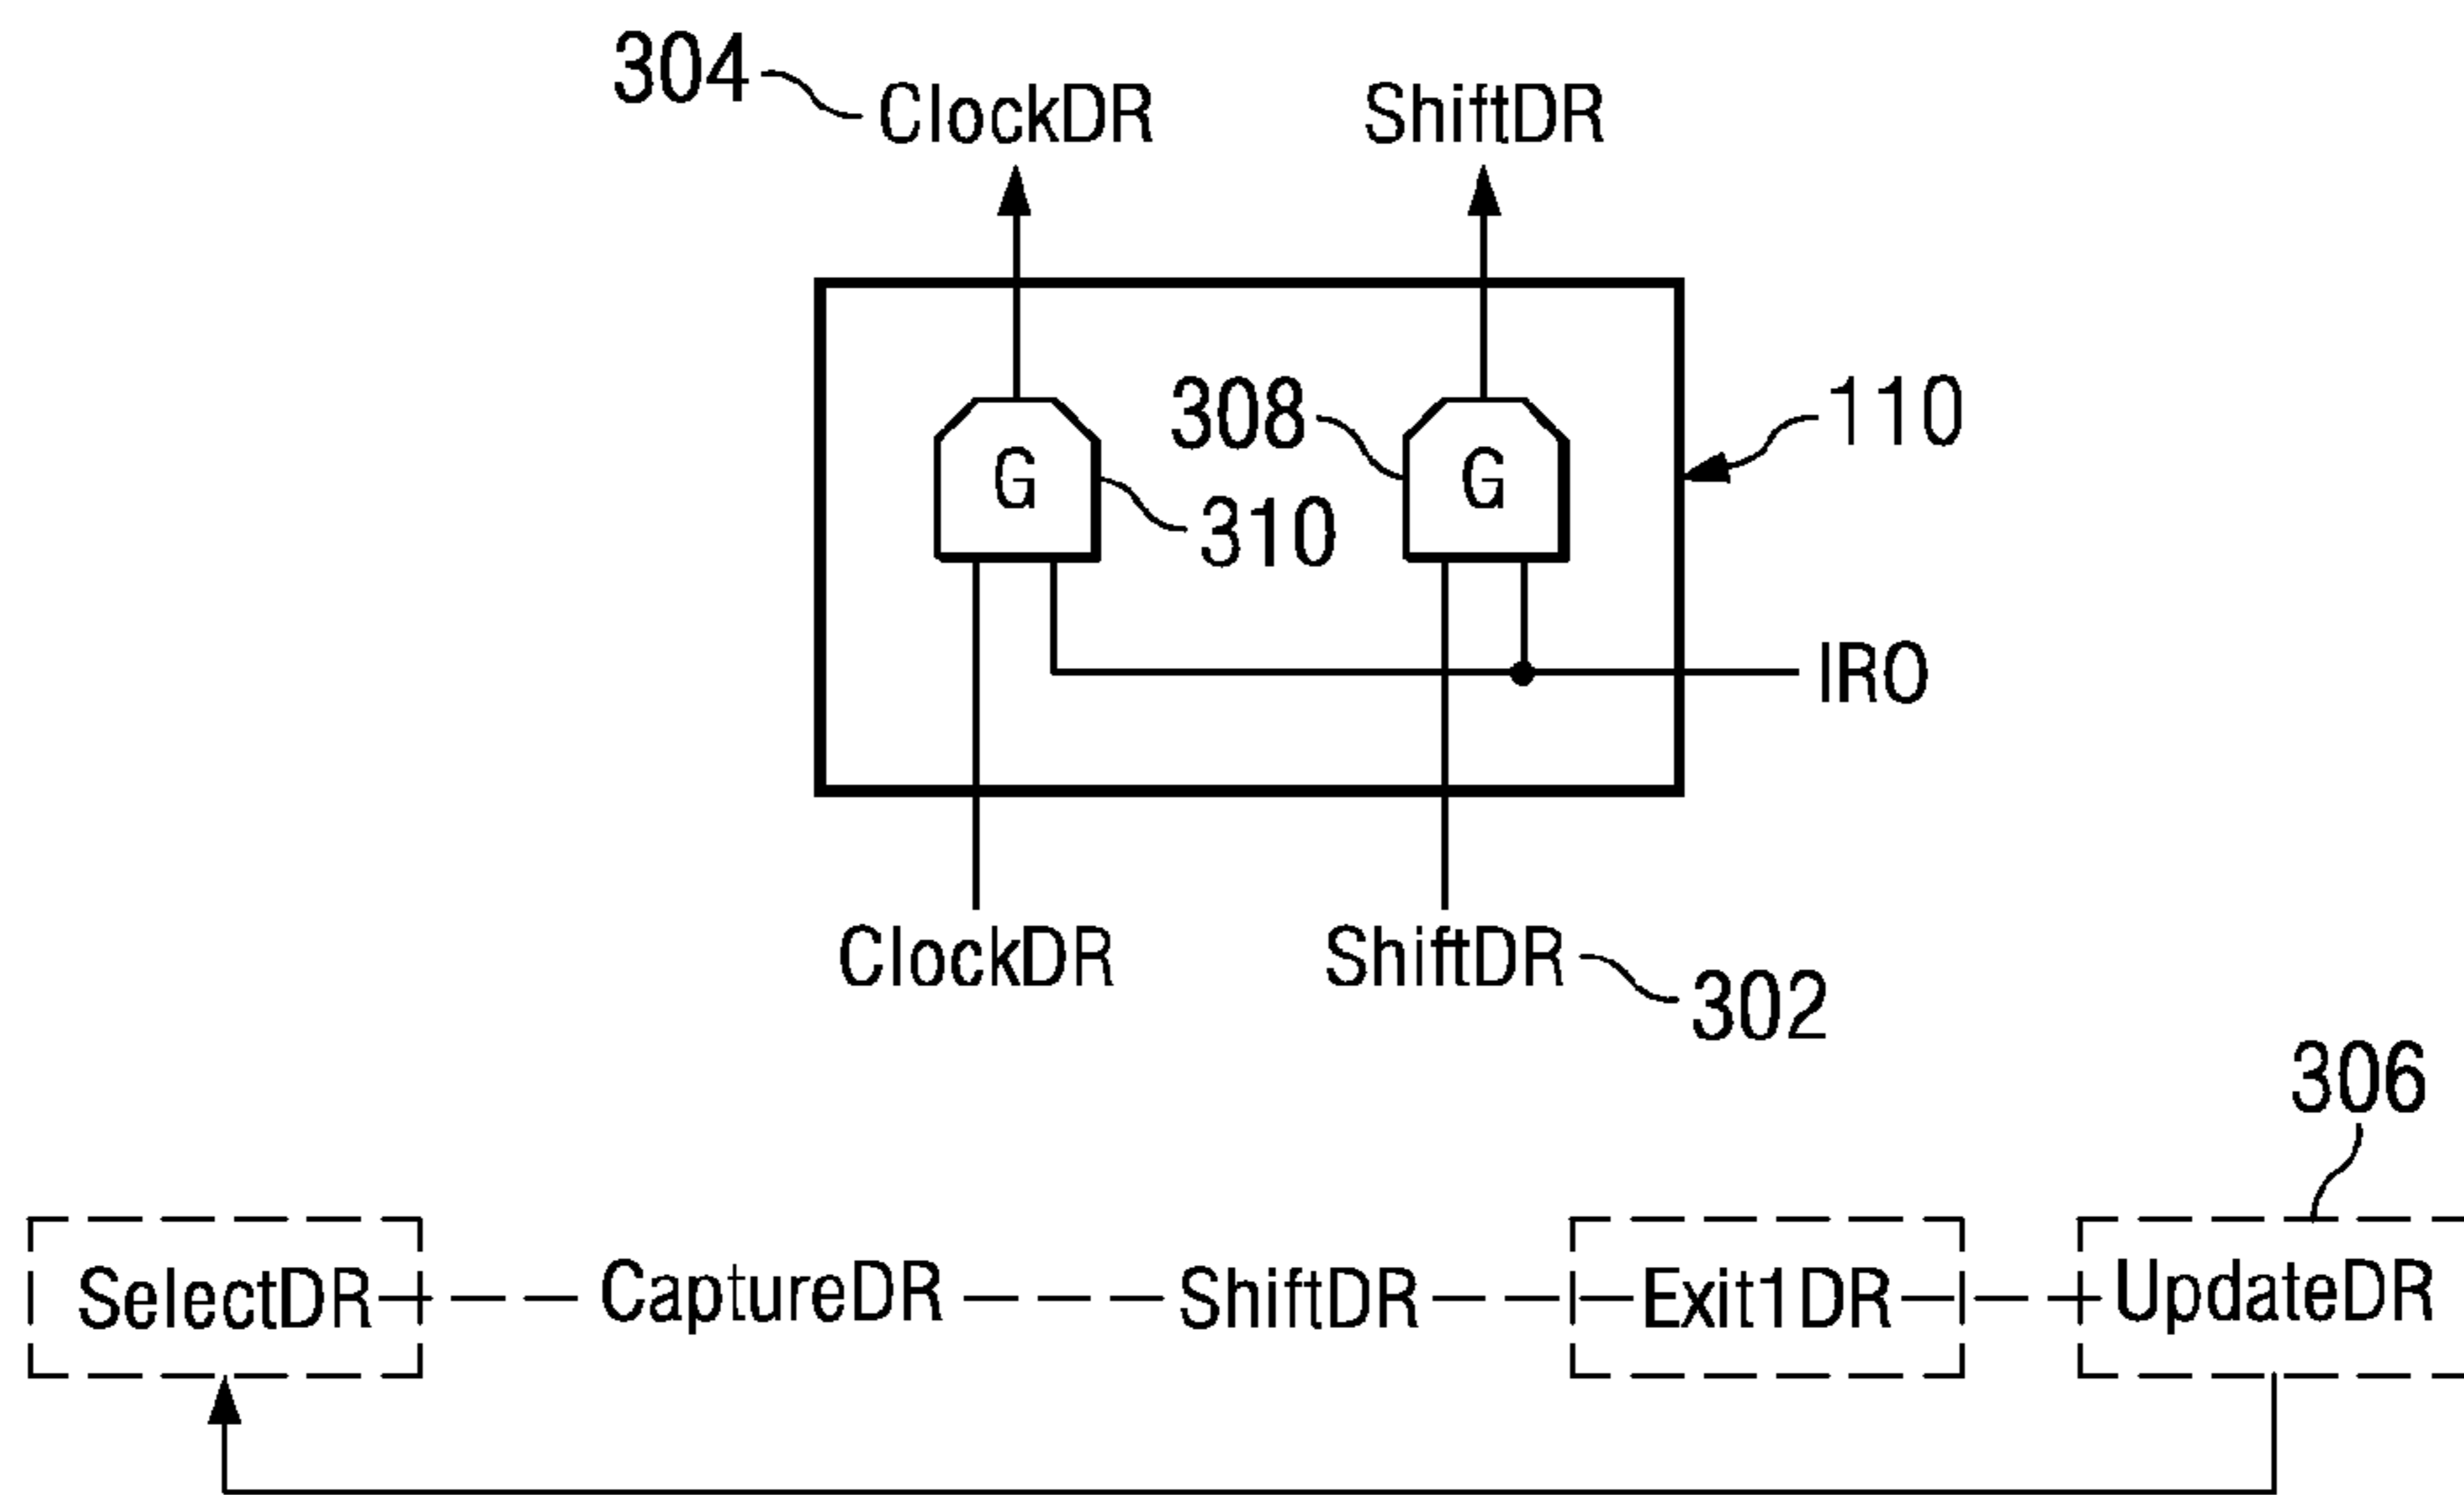 304
ClockDR
ShiftDR
308
G
G
110
310
IRO
ClockDR
ShiftDR
302
306
SelectDR
CaptureDR
ShiftDR
Exit1DR
UpdateDR